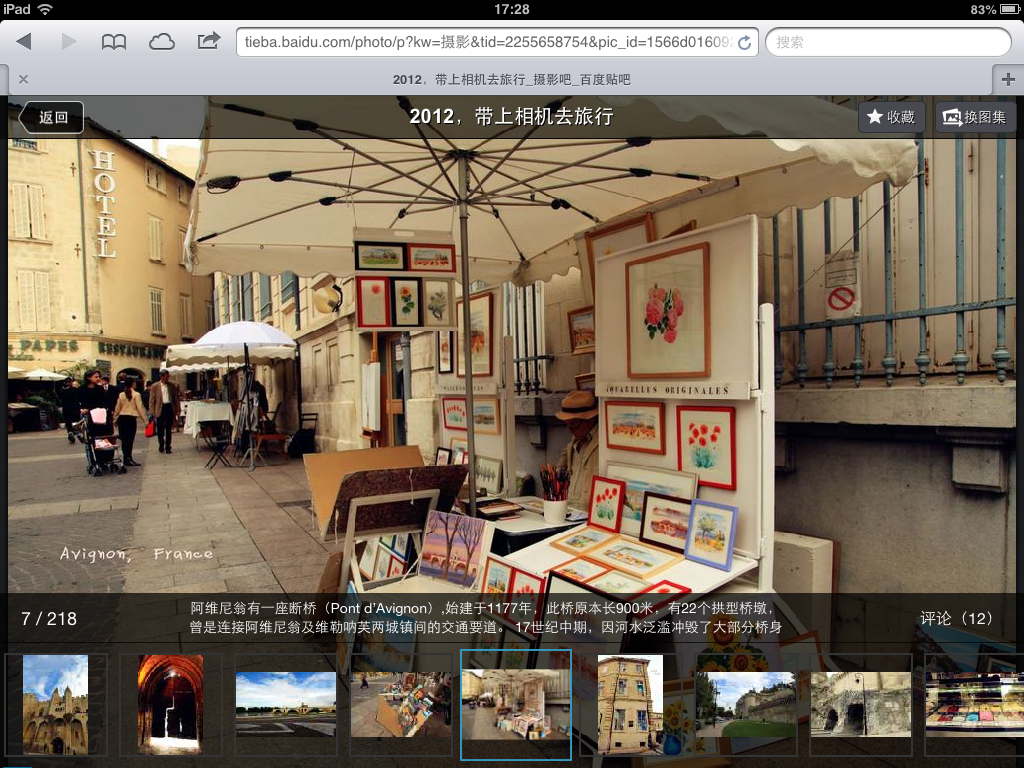 iPad
17:28
83%
tieba.baidu.com/photo/p?kw=摄影&tid=2255658754&pic_id=1566d01609
搜索
2012，带上相机去旅行_摄影吧_百度贴吧
返回
2012，带上相机去旅行
收藏
换图集
HOTEL
PAPES RESTAURANT
AQUARELLES ORIGINALES
Avignon, France
7 / 218
阿维尼翁有一座断桥（Pont d'Avignon）,始建于1177年，此桥原本长900米，有22个拱型桥墩，
曾是连接阿维尼翁及维勒呐芙两城镇间的交通要道。 17世纪中期，因河水泛滥冲毁了大部分桥身
评论（12）